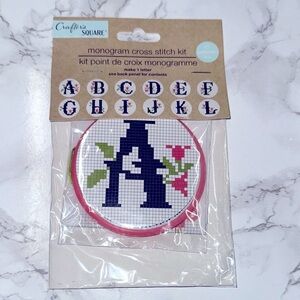 Crafter's
SQUARE
monogram cross stitch kit
kit point de croix monogramme
make 1 letter
see back panel for contents
A B C D E F
G H I J K L
A